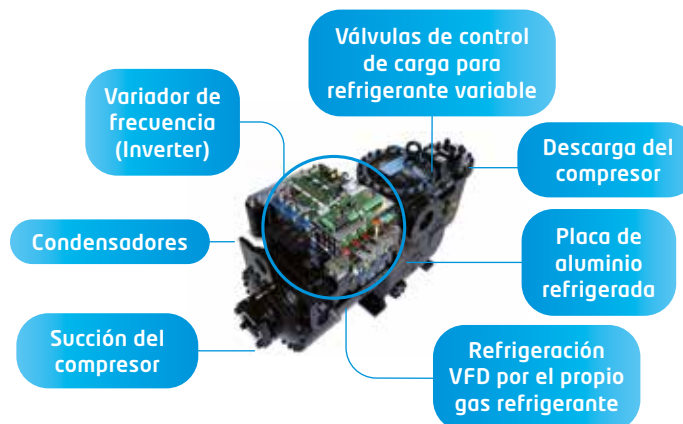 Válvulas de control
de carga para
refrigerante variable
Variador de
frecuencia
(Inverter)
Descarga del
compresor
Condensadores
Placa de
aluminio
refrigerada
Succión del
compresor
Refrigeración
VFD por el propio
gas refrigerante